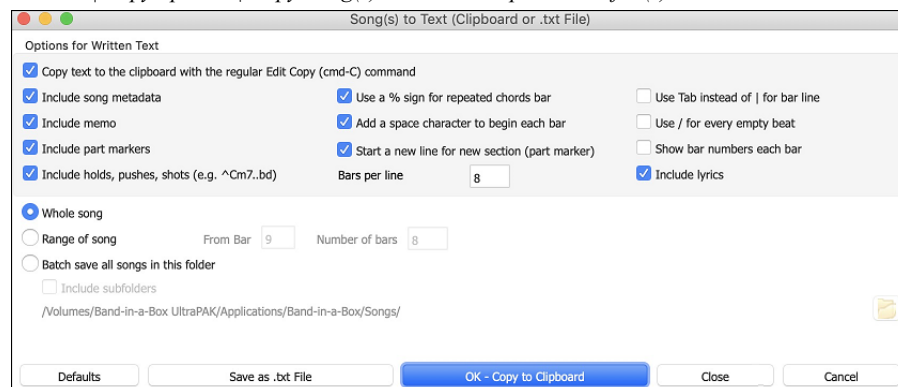 Song(s) to Text (Clipboard or .txt File)
Options for Written Text
Copy text to the clipboard with the regular Edit Copy (cmd-C) command
Include song metadata Use a % sign for repeated chords bar Use Tab instead of | for bar line
Include memo Add a space character to begin each bar Use / for every empty beat
Include part markers Start a new line for new section (part marker) Show bar numbers each bar
Include holds, pushes, shots (e.g. ^Cm7..bd) Bars per line 8 Include lyrics
Whole song
Range of song From Bar 9 Number of bars 8
Batch save all songs in this folder
Include subfolders
/Volumes/Band-in-a-Box UltraPAK/Applications/Band-in-a-Box/Songs/
Defaults Save as .txt File OK - Copy to Clipboard Close Cancel